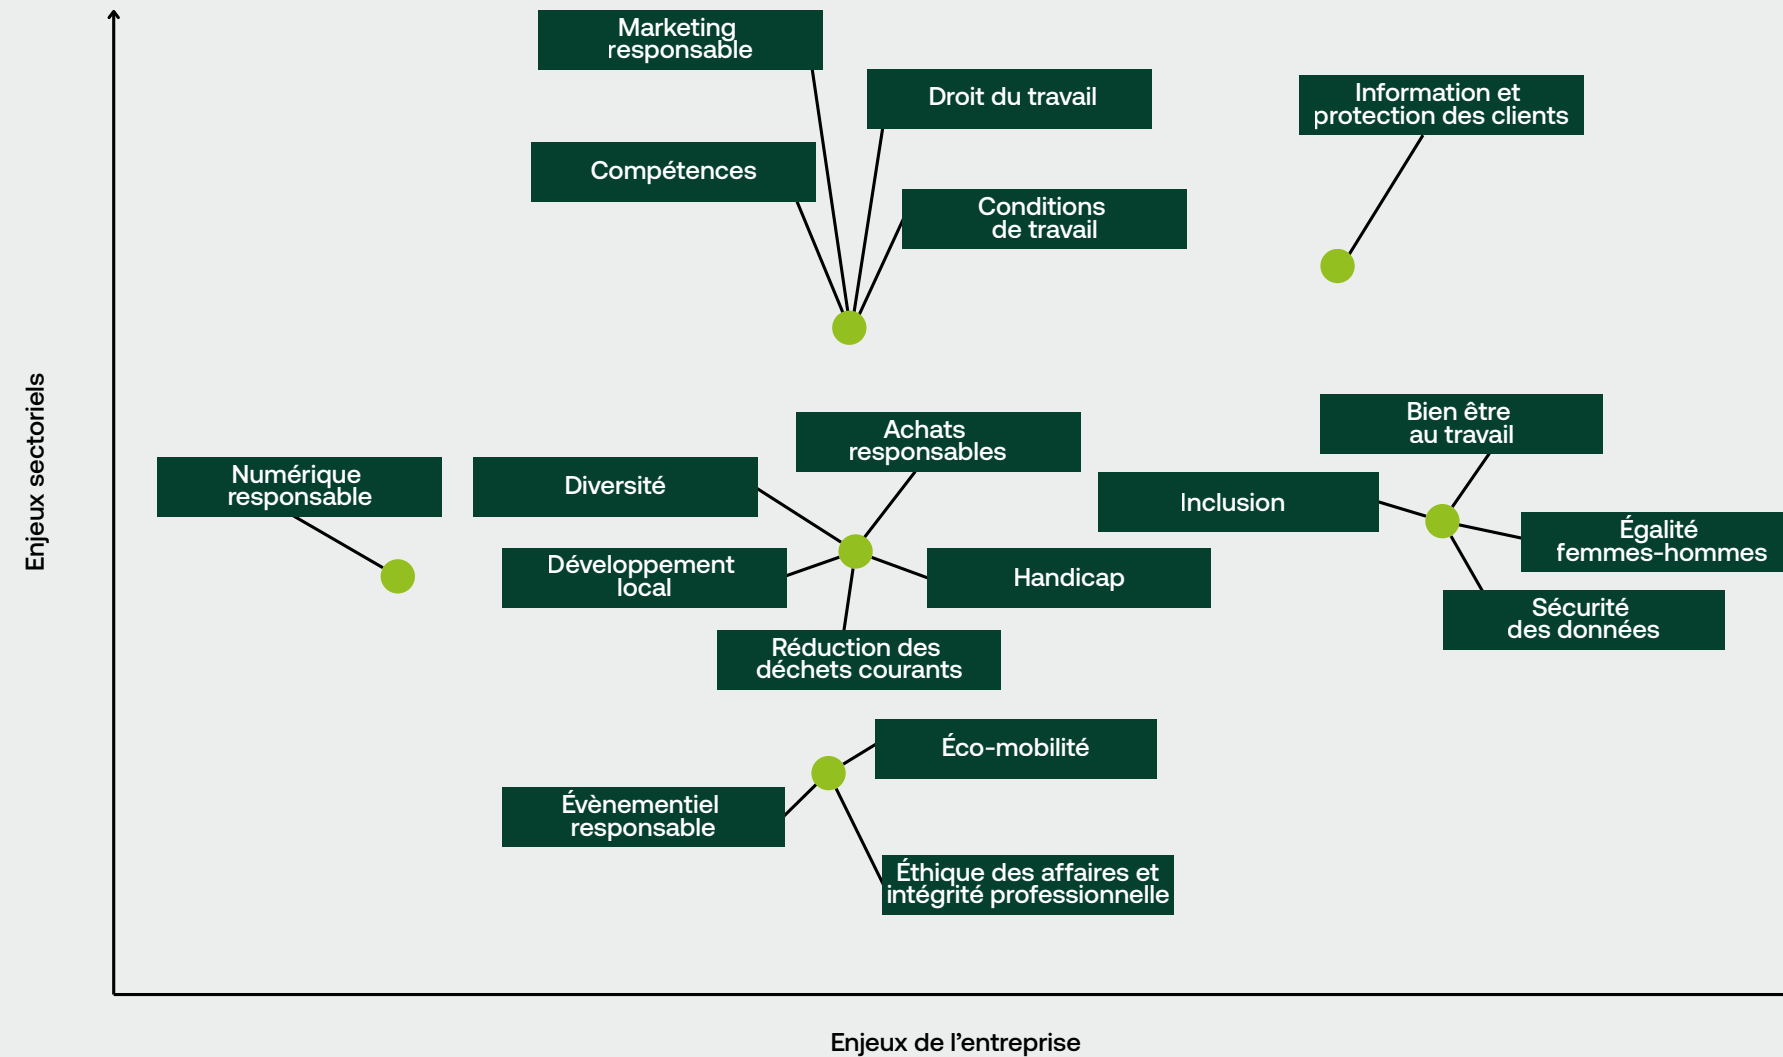 Marketing
responsable
Droit du travail
Information et
protection des clients
Compétences
Conditions
de travail
Enjeux sectoriels
Bien être
au travail
Achats
responsables
Numérique
responsable
Diversité
Inclusion
Égalité
femmes-hommes
Développement
local
Handicap
Sécurité
des données
Réduction des
déchets courants
Éco-mobilité
Évènementiel
responsable
Éthique des affaires et
intégrité professionnelle
Enjeux de l’entreprise